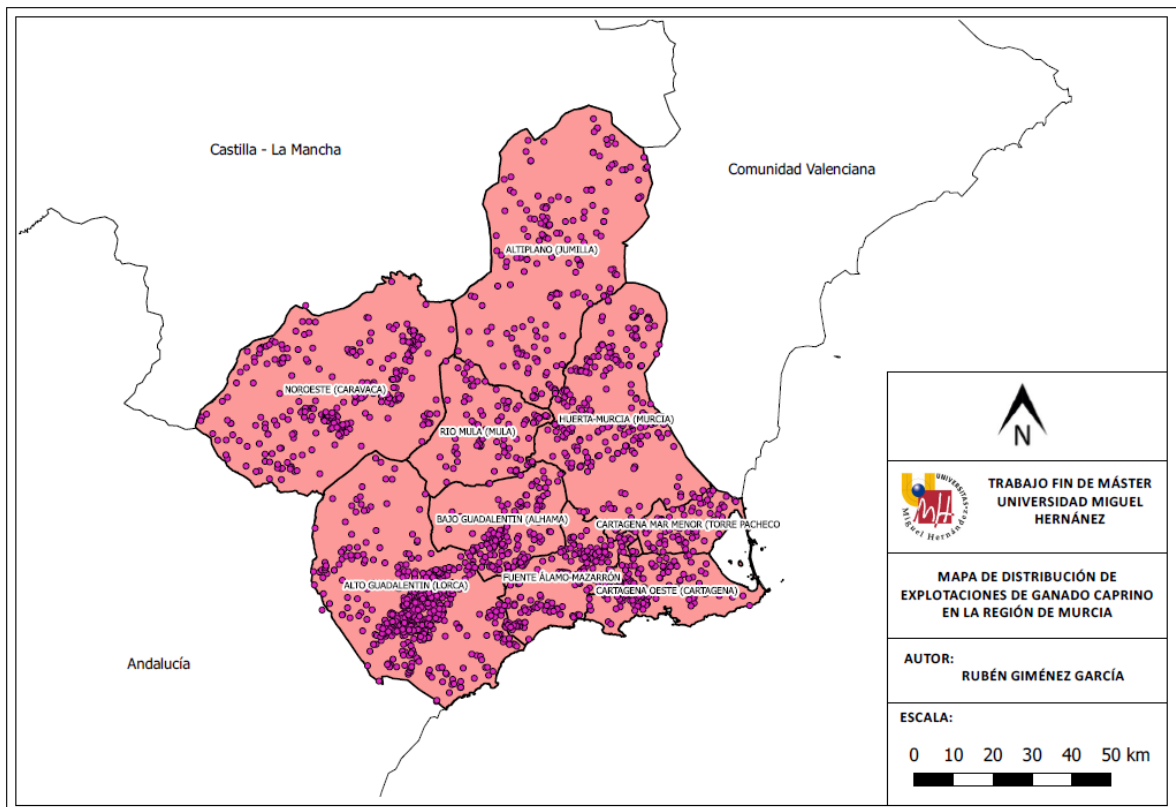 Castilla - La Mancha
Comunidad Valenciana
ALTIPLANO (JUMILLA)
NOROESTE (CARAVACA)
HUERTA-MURCIA (MURCIA)
RIO MULA (MULA)
BAJO GUADALENTIN (ALHAMA)
CARTAGENA MAR MENOR (TORRE PACHECO
FUENTE ÁLAMO-MAZARRÓN
ALTO GUADALENTIN (LORCA)
CARTAGENA OESTE (CARTAGENA)
Andalucía
N
UNIVERSITAS
Miguel Hernández
TRABAJO FIN DE MÁSTER
UNIVERSIDAD MIGUEL
HERNÁNEZ
MAPA DE DISTRIBUCIÓN DE
EXPLOTACIONES DE GANADO CAPRINO
EN LA REGIÓN DE MURCIA
AUTOR:
RUBÉN GIMÉNEZ GARCÍA
ESCALA:
0 10 20 30 40 50 km